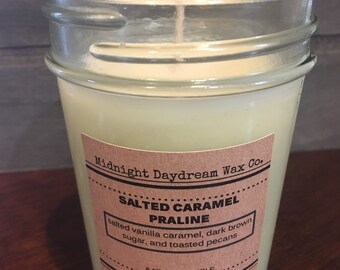 Midnight Daydream Wax Co.
SALTED CARAMEL
PRALINE
salted vanilla caramel, dark brown
sugar, and toasted pecans